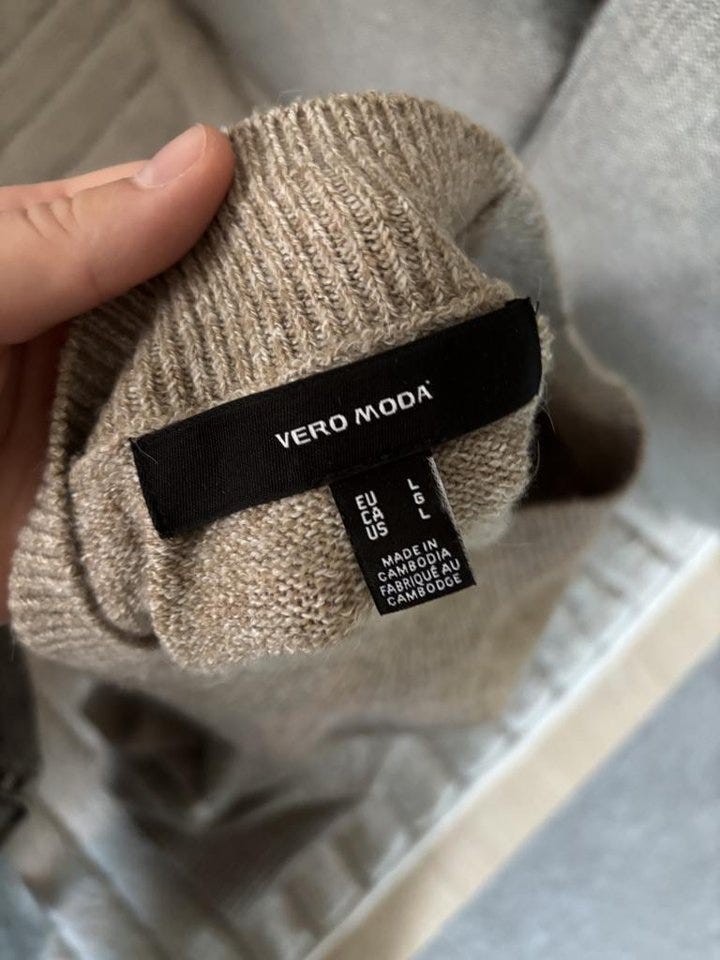 VERO MODA
EU L
CA G
US L
MADE IN
CAMBODIA
FABRIQUÉ AU
CAMBODGE